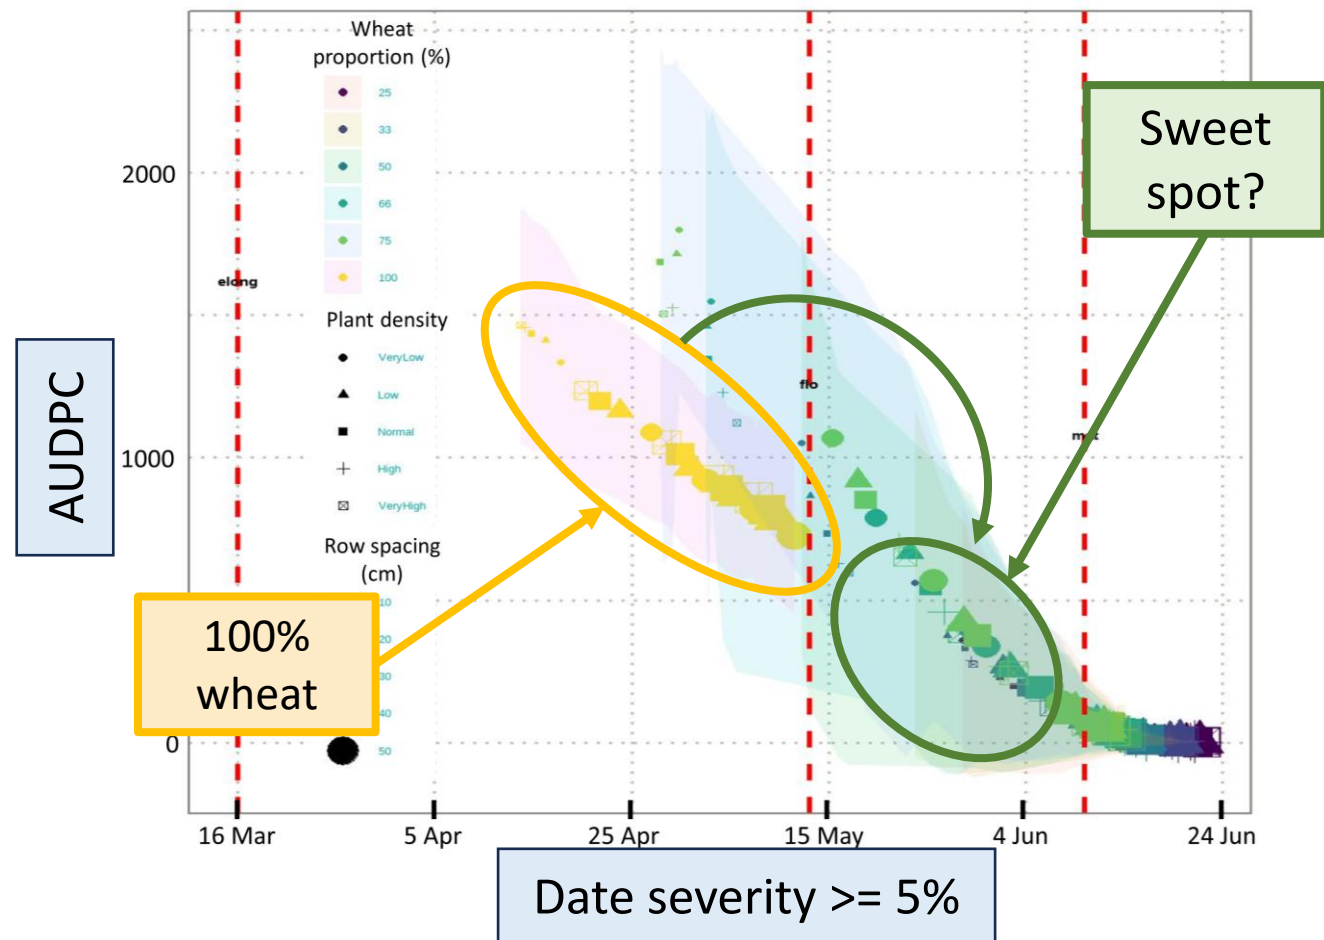 Wheat
proportion (%)
25
33
50
66
75
100
Plant density
VeryLow
Low
Normal
High
VeryHigh
Row spacing
(cm)
10
20
30
40
50
elong
flo
mat
Sweet
spot?
100%
wheat
AUDPC
2000
1000
0
16 Mar
5 Apr
25 Apr
15 May
4 Jun
24 Jun
Date severity >= 5%